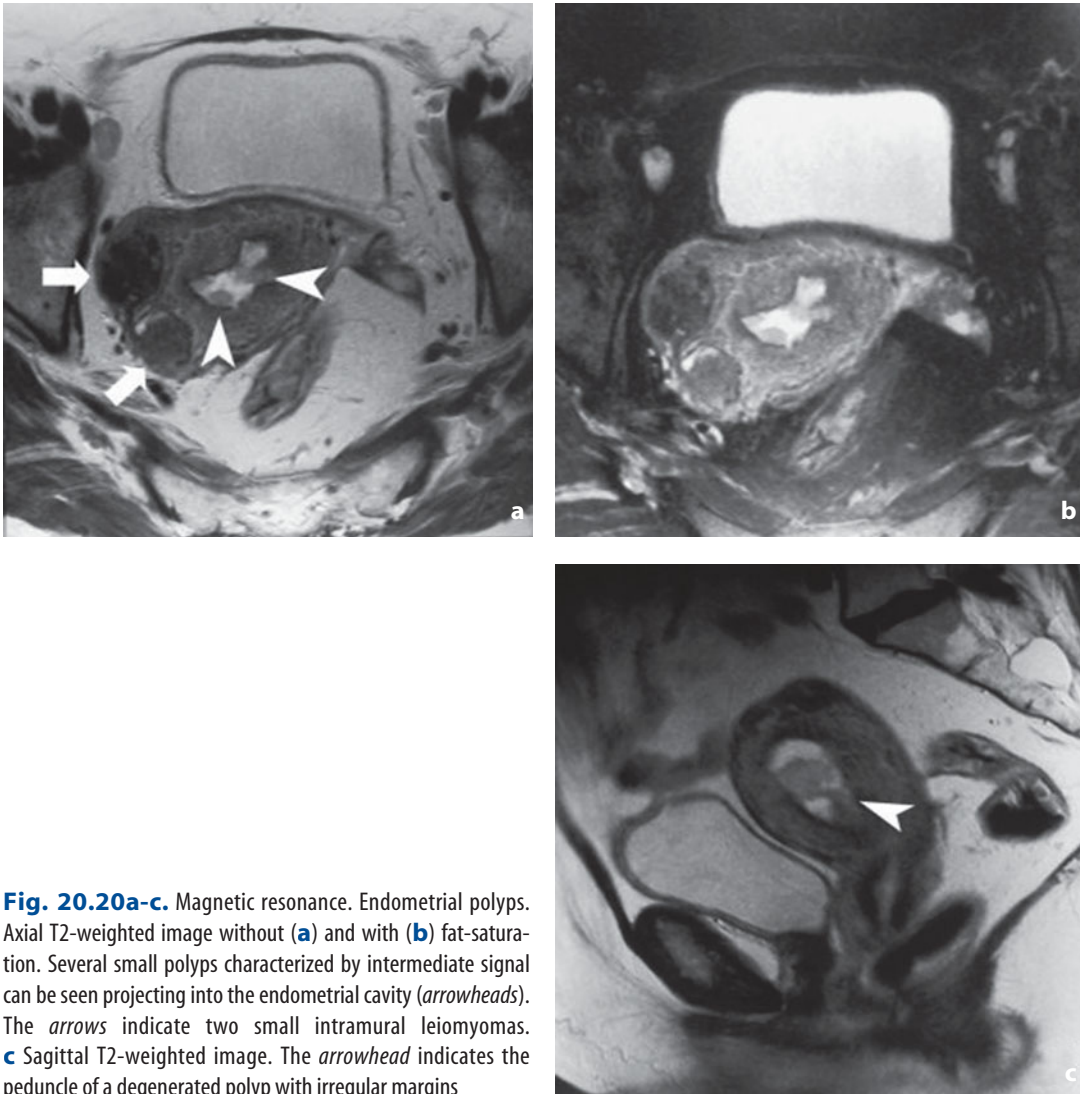 a
b
Fig. 20.20a-c. Magnetic resonance. Endometrial polyps.
Axial T2-weighted image without (a) and with (b) fat-satura-
tion. Several small polyps characterized by intermediate signal
can be seen projecting into the endometrial cavity (arrowheads).
The arrows indicate two small intramural leiomyomas.
c Sagittal T2-weighted image. The arrowhead indicates the
peduncle of a degenerated polyp with irregular margins
c